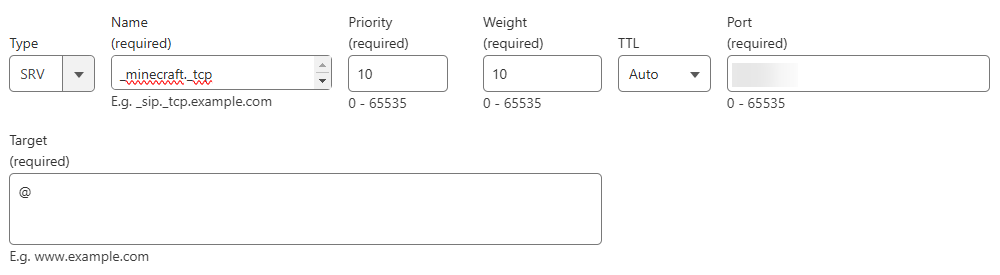 Name
Priority
Weight
Port
Type
(required)
(required)
(required)
TTL
(required)
SRV
_minecraft._tcp
10
10
Auto
E.g. _sip._tcp.example.com
0 - 65535
0 - 65535
0 - 65535
Target
(required)
@
E.g. www.example.com